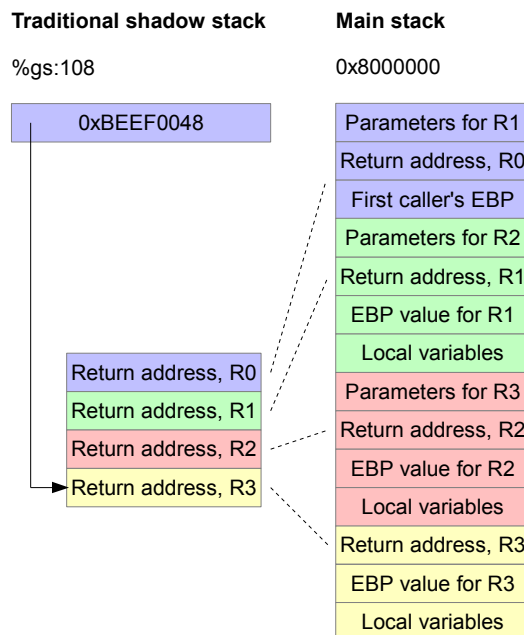 Traditional shadow stack
%gs:108
0xBEEF0048
Return address, R0
Return address, R1
Return address, R2
Return address, R3
Main stack
0x8000000
Parameters for R1
Return address, R0
First caller's EBP
Parameters for R2
Return address, R1
EBP value for R1
Local variables
Parameters for R3
Return address, R2
EBP value for R2
Local variables
Return address, R3
EBP value for R3
Local variables